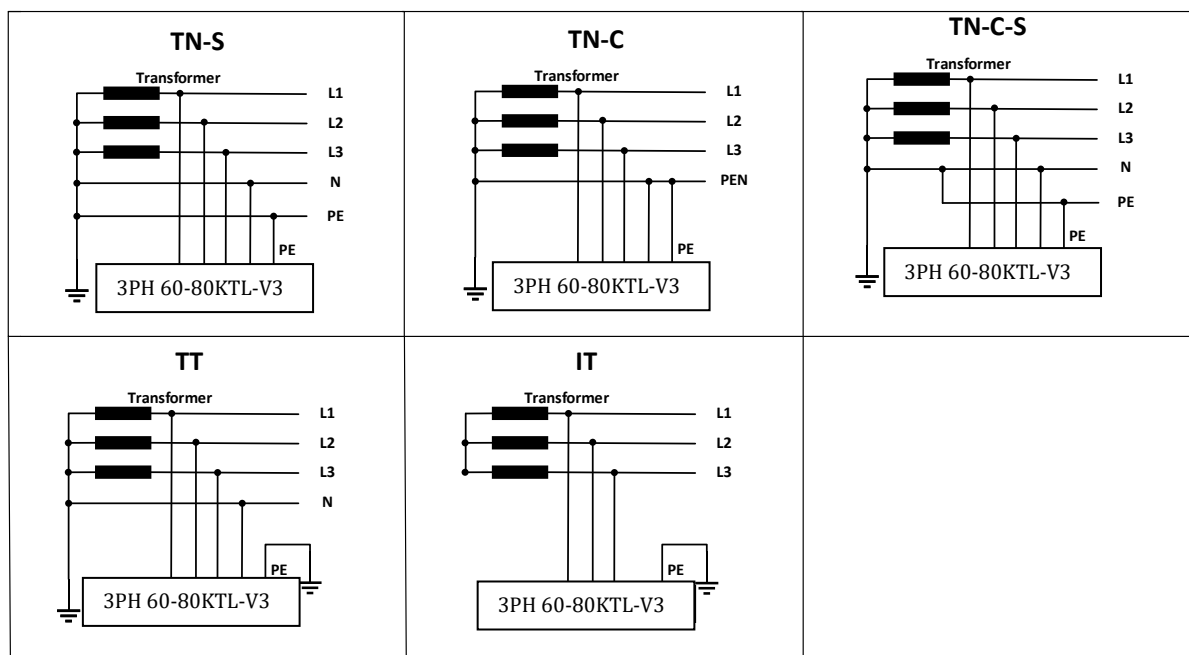 TN-S
Transformer
L1
L2
L3
N
PE
PE
3PH 60-80KTL-V3
TN-C
Transformer
L1
L2
L3
PEN
PE
3PH 60-80KTL-V3
TN-C-S
Transformer
L1
L2
L3
N
PE
PE
3PH 60-80KTL-V3
TT
Transformer
L1
L2
L3
N
PE
3PH 60-80KTL-V3
IT
Transformer
L1
L2
L3
PE
3PH 60-80KTL-V3